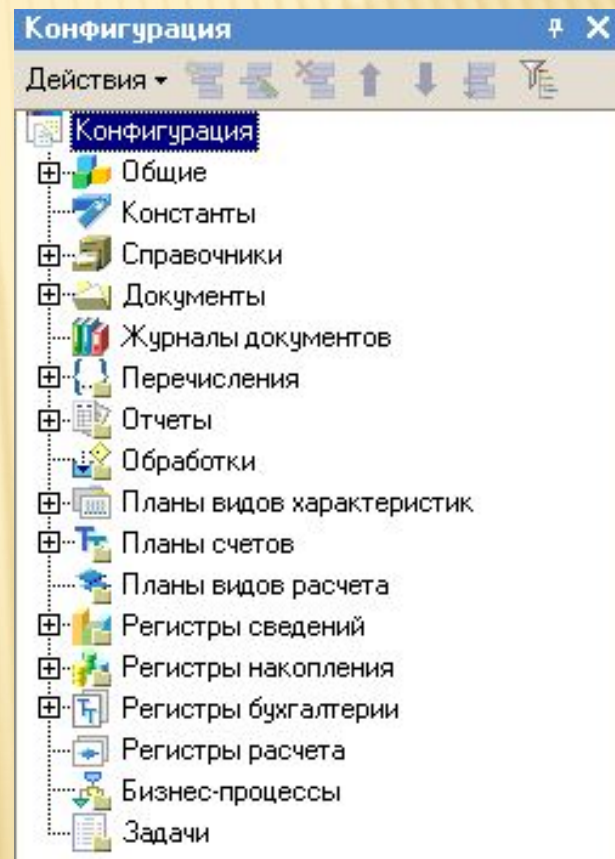 Конфигурация
Действия
Конфигурация
Общие
Константы
Справочники
Документы
Журналы документов
Перечисления
Отчеты
Обработки
Планы видов характеристик
Планы счетов
Планы видов расчета
Регистры сведений
Регистры накопления
Регистры бухгалтерии
Регистры расчета
Бизнес-процессы
Задачи